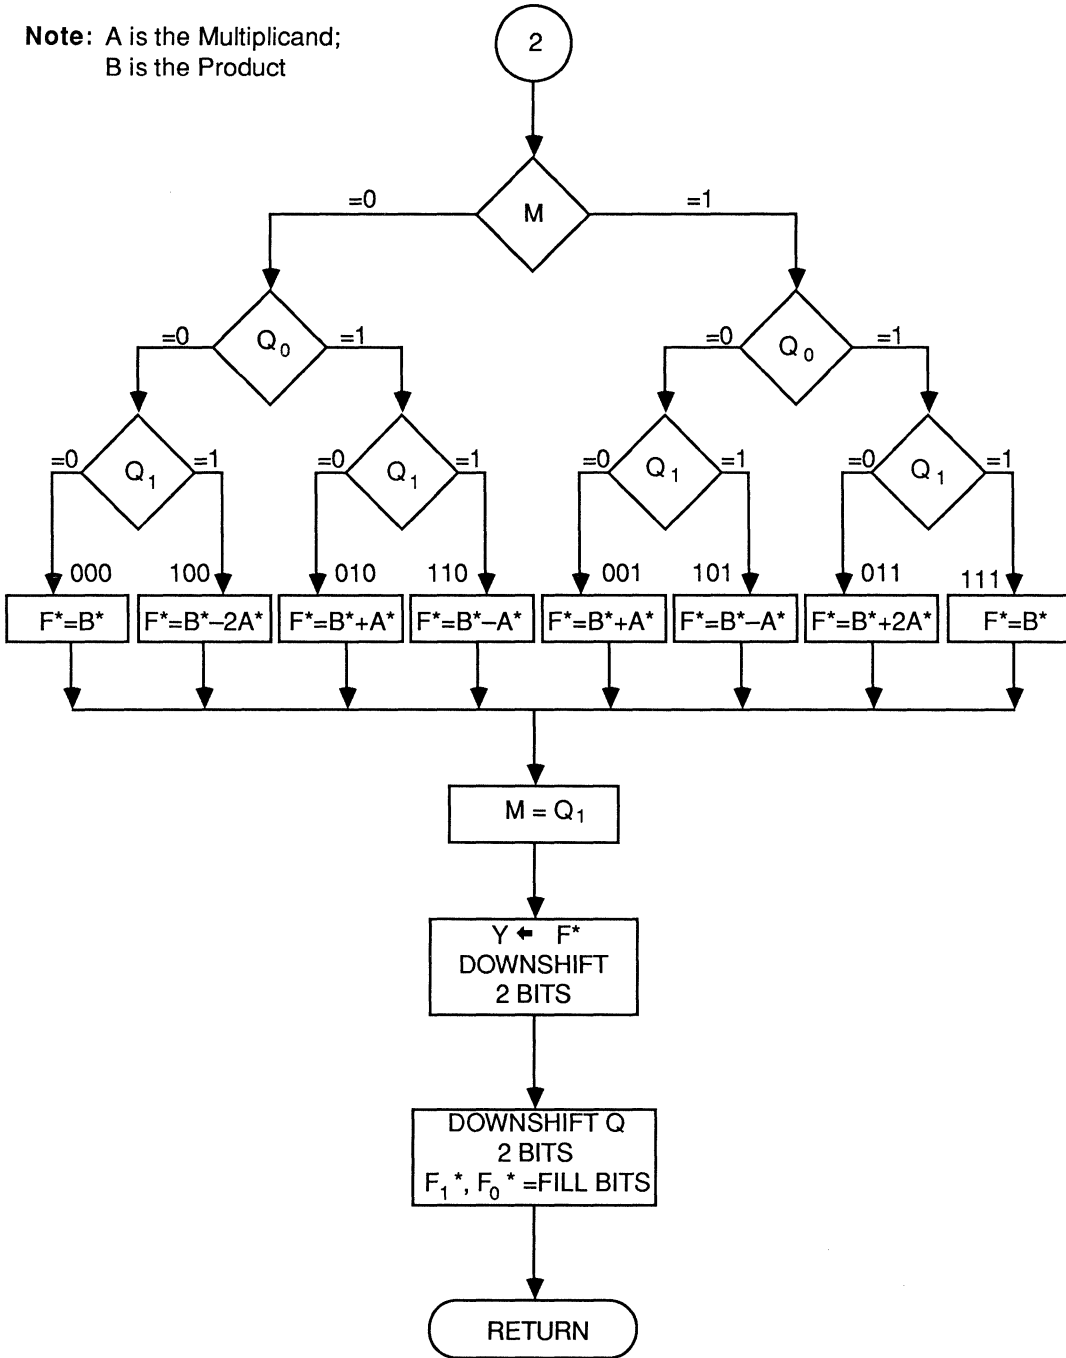 Note: A is the Multiplicand;
B is the Product
2
M
=0
=1
Q0
=0
=1
Q0
=0
=1
Q1
=0
=1
Q1
=0
=1
Q1
=0
=1
Q1
=0
=1
000
100
010
110
001
101
011
111
F*=B*
F*=B*–2A*
F*=B*+A*
F*=B*–A*
F*=B*+A*
F*=B*–A*
F*=B*+2A*
F*=B*
M = Q1
Y ← F*
DOWNSHIFT
2 BITS
DOWNSHIFT Q
2 BITS
F1*, F0* =FILL BITS
RETURN